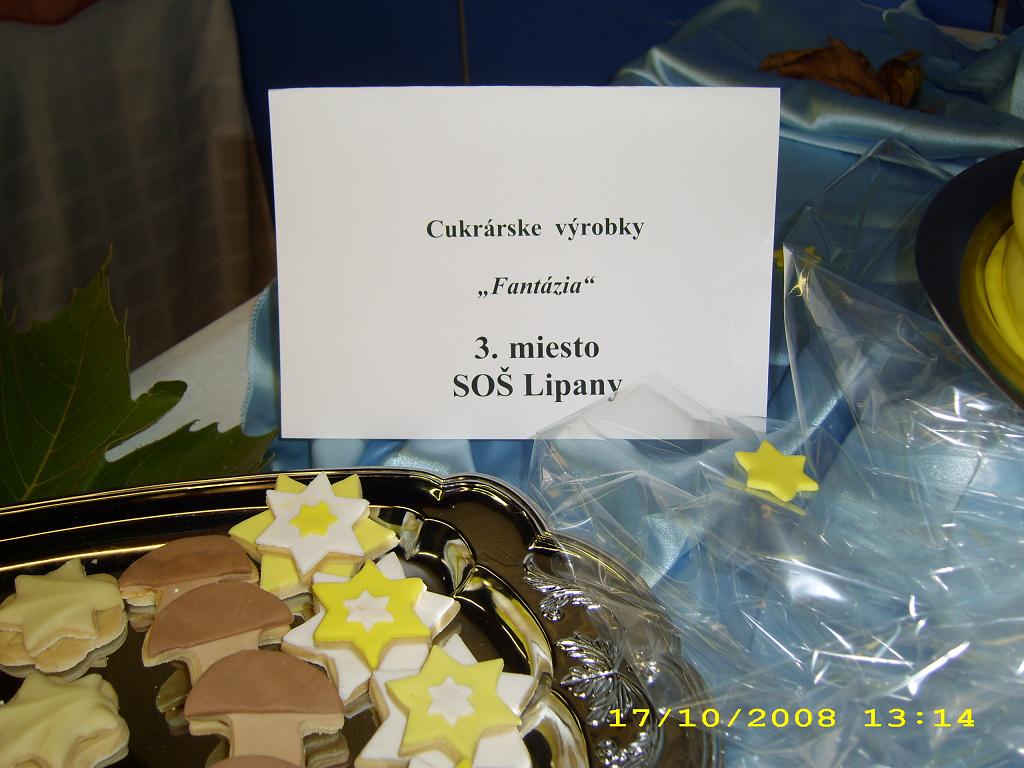 Cukrárske výrobky
„Fantázia“
3. miesto
SOŠ Lipany
17/10/2008 13:14